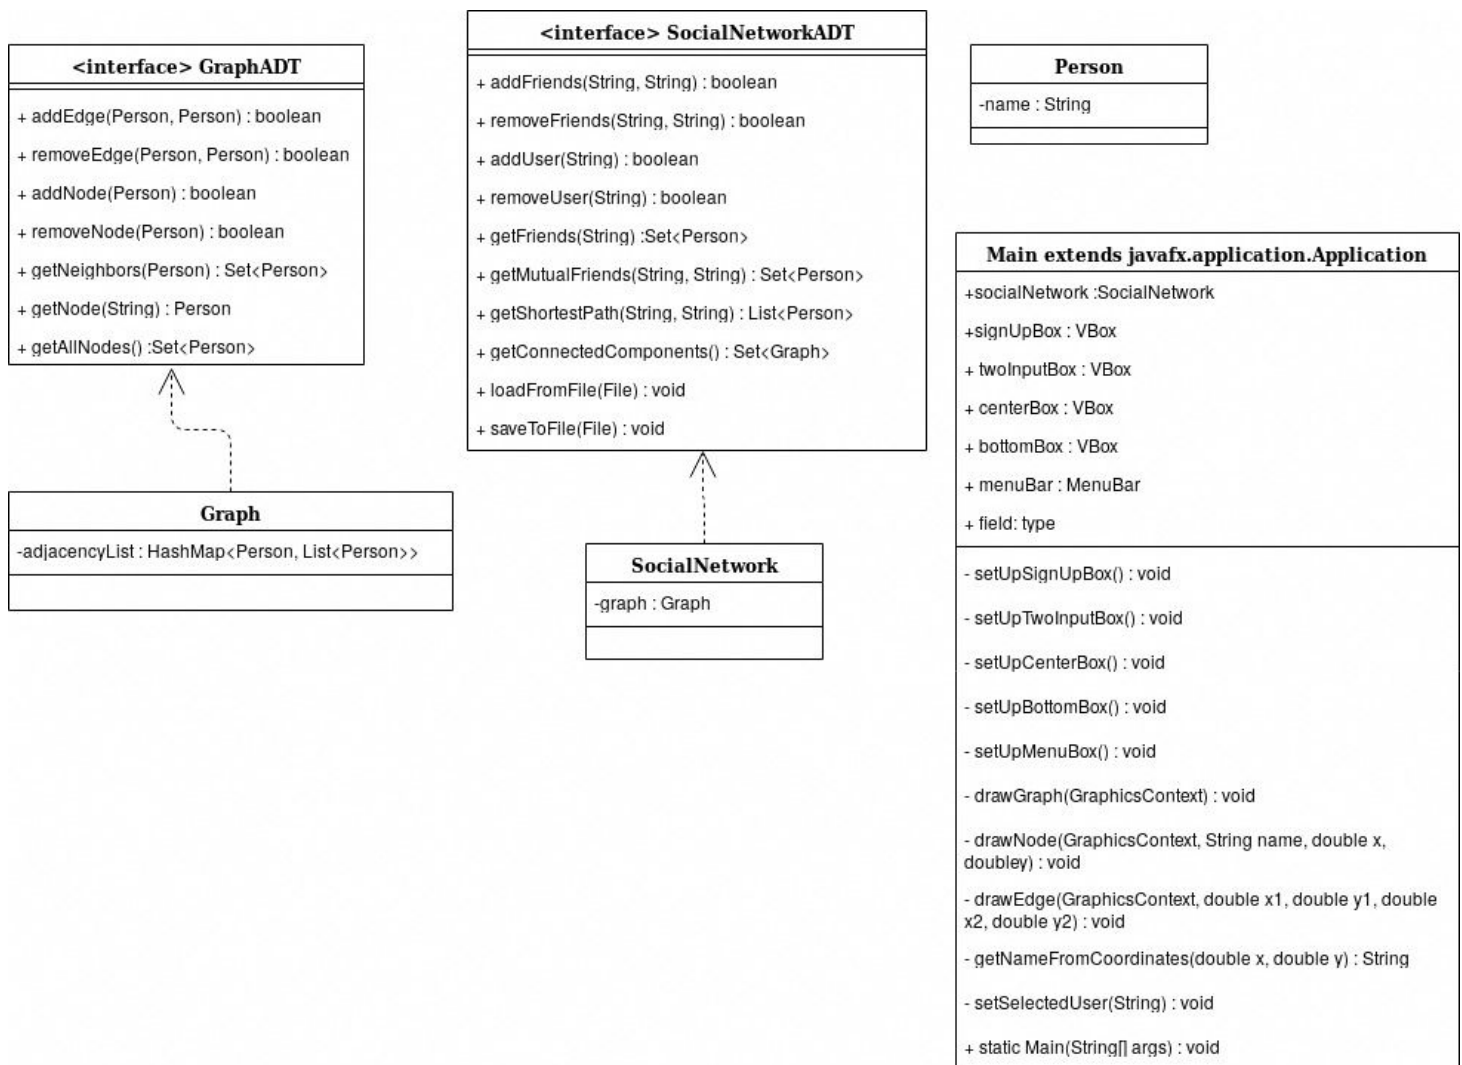 <interface> GraphADT
+ addEdge(Person, Person) : boolean
+ removeEdge(Person, Person) : boolean
+ addNode(Person) : boolean
+ removeNode(Person) : boolean
+ getNeighbors(Person) : Set<Person>
+ getNode(String) : Person
+ getAllNodes() :Set<Person>
Graph
-adjacencyList : HashMap<Person, List<Person>>
<interface> SocialNetworkADT
+ addFriends(String, String) : boolean
+ removeFriends(String, String) : boolean
+ addUser(String) : boolean
+ removeUser(String) : boolean
+ getFriends(String) :Set<Person>
+ getMutualFriends(String, String) : Set<Person>
+ getShortestPath(String, String) : List<Person>
+ getConnectedComponents() : Set<Graph>
+ loadFromFile(File) : void
+ saveToFile(File) : void
SocialNetwork
-graph : Graph
Person
-name : String
Main extends javafx.application.Application
+socialNetwork :SocialNetwork
+signUpBox : VBox
+ twoInputBox : VBox
+ centerBox : VBox
+ bottomBox : VBox
+ menuBar : MenuBar
+ field: type
- setUpSignUpBox() : void
- setUpTwoInputBox() : void
- setUpCenterBox() : void
- setUpBottomBox() : void
- setUpMenuBox() : void
- drawGraph(GraphicsContext) : void
- drawNode(GraphicsContext, String name, double x,
doubley) : void
- drawEdge(GraphicsContext, double x1, double y1, double
x2, double y2) : void
- getNameFromCoordinates(double x, double y) : String
- setSelectedUser(String) : void
+ static Main(String[] args) : void